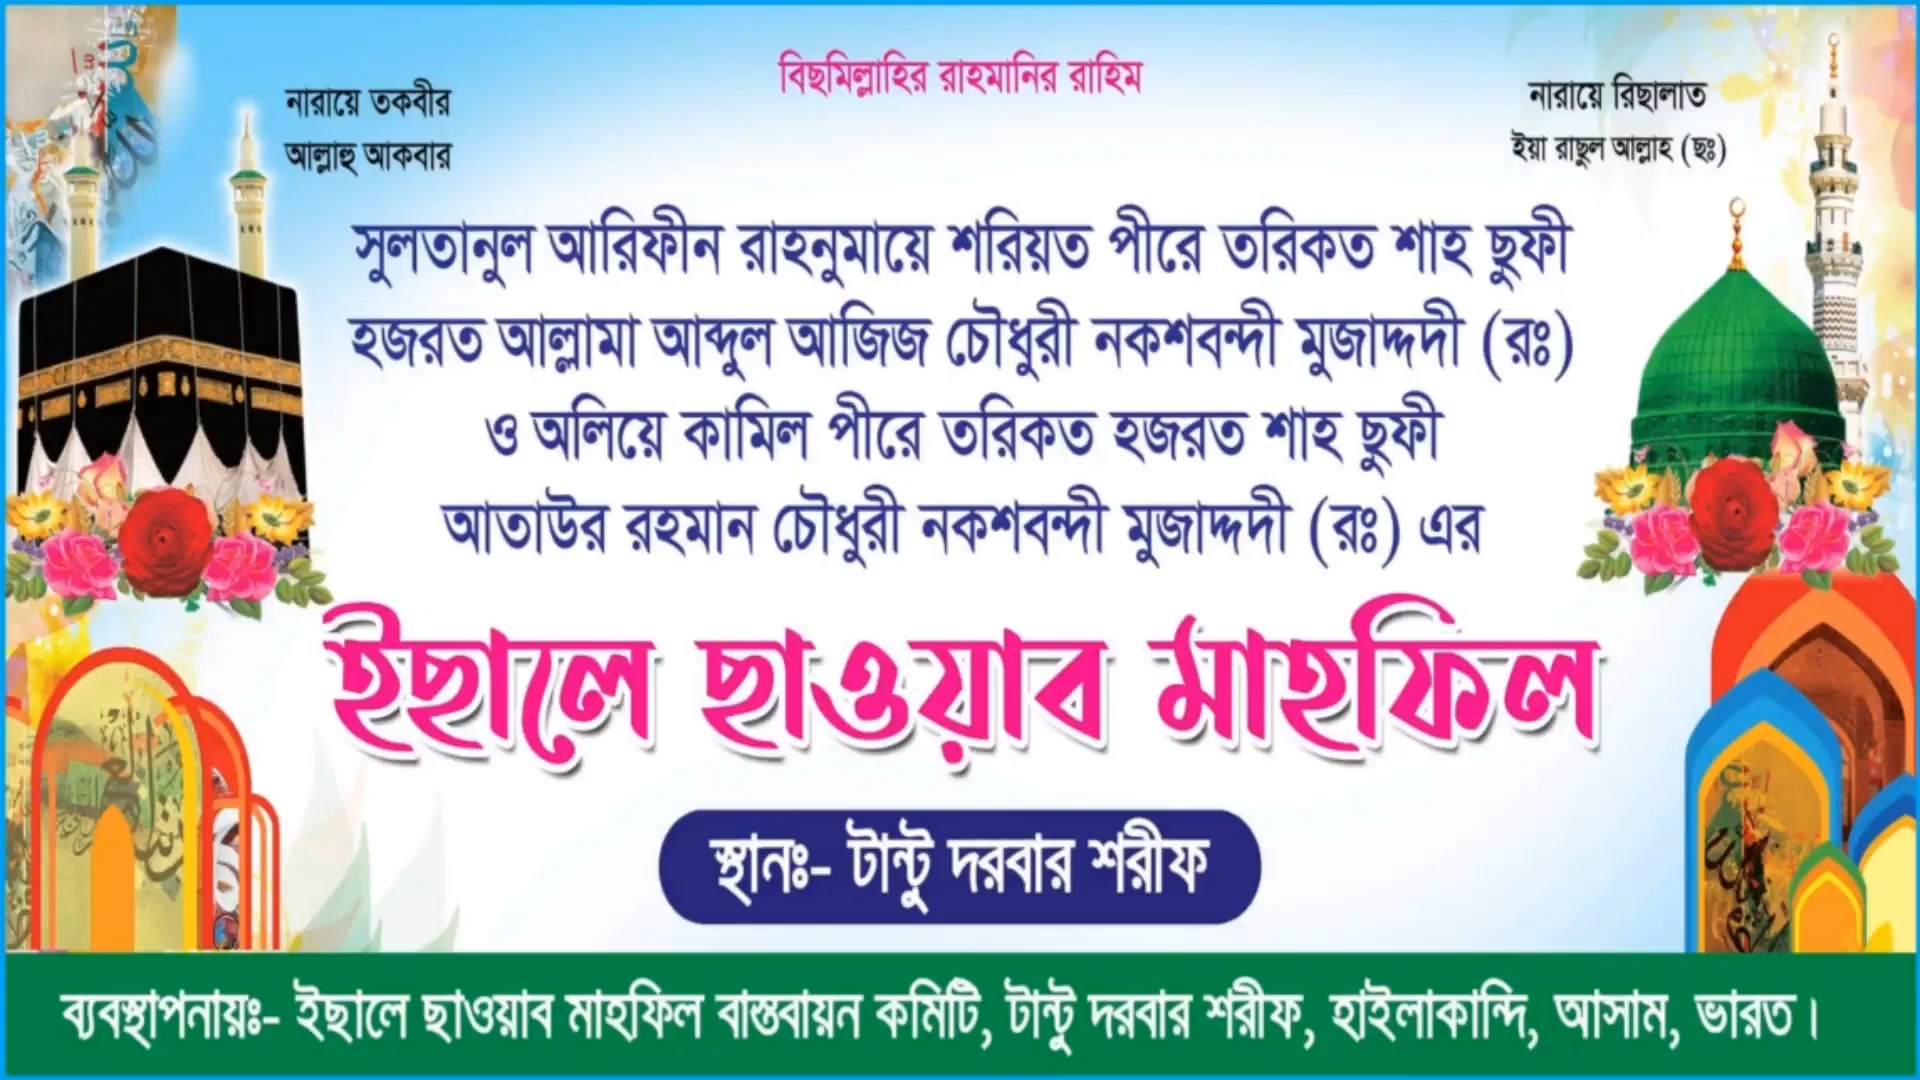 বিছমিল্লাহির রাহমানির রাহিম
নারায়ে তকবীর
আল্লাহু আকবার
নারায়ে রিছালাত
ইয়া রাছুল আল্লাহ (ছঃ)
সুলতানুল আরিফীন রাহনুমায়ে শরিয়ত পীরে তরিকত শাহ ছুফী
হজরত আল্লামা আব্দুল আজিজ চৌধুরী নকশবন্দী মুজাদ্দদী (রঃ)
ও অলিয়ে কামিল পীরে তরিকত হজরত শাহ ছুফী
আতাউর রহমান চৌধুরী নকশবন্দী মুজাদ্দদী (রঃ) এর
ইছালে ছাওয়াব মাহফিল
স্থানঃ- টান্টু দরবার শরীফ
ব্যবস্থাপনায়ঃ- ইছালে ছাওয়াব মাহফিল বাস্তবায়ন কমিটি, টান্টু দরবার শরীফ, হাইলাকান্দি, আসাম, ভারত।